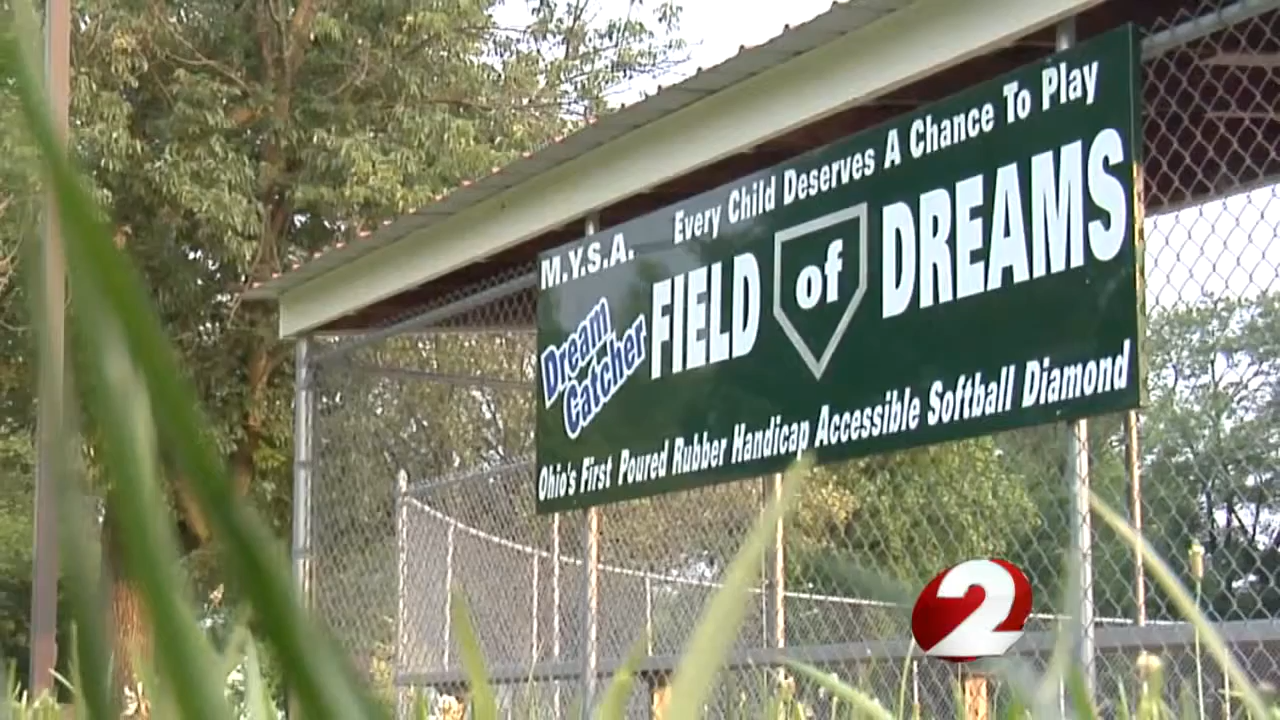 M.Y.S.A. Every Child Deserves A Chance To Play
Dream
Catcher
FIELD of DREAMS
Ohio's First Poured Rubber Handicap Accessible Softball Diamond
2